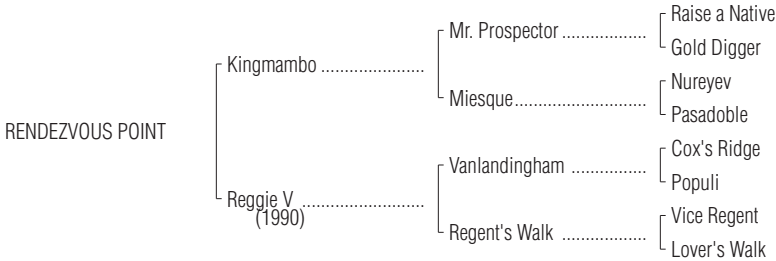 Raise a Native
Mr. Prospector ..................
Gold Digger
Kingmambo ......................
Nureyev
Miesque............................
Pasadoble
RENDEZVOUS POINT
Cox's Ridge
Vanlandingham ................
Populi
Reggie V ..........................
(1990)
Vice Regent
Regent's Walk ..................
Lover's Walk